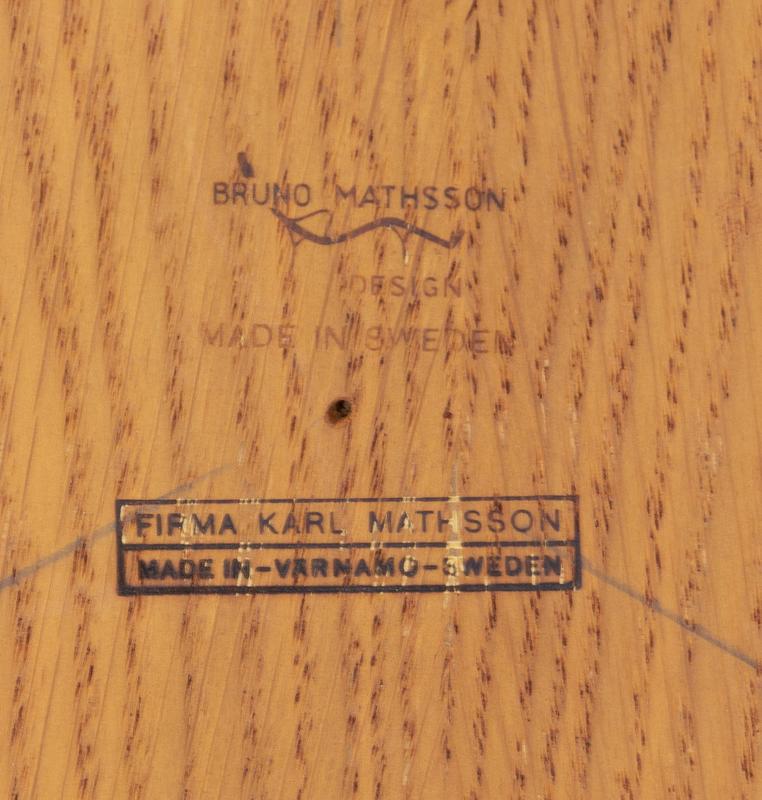 BRUNO MATHSSON
DESIGN
MADE IN SWEDEN
FIRMA KARL MATHSSON
MADE IN-VÄRNAMO-SWEDEN